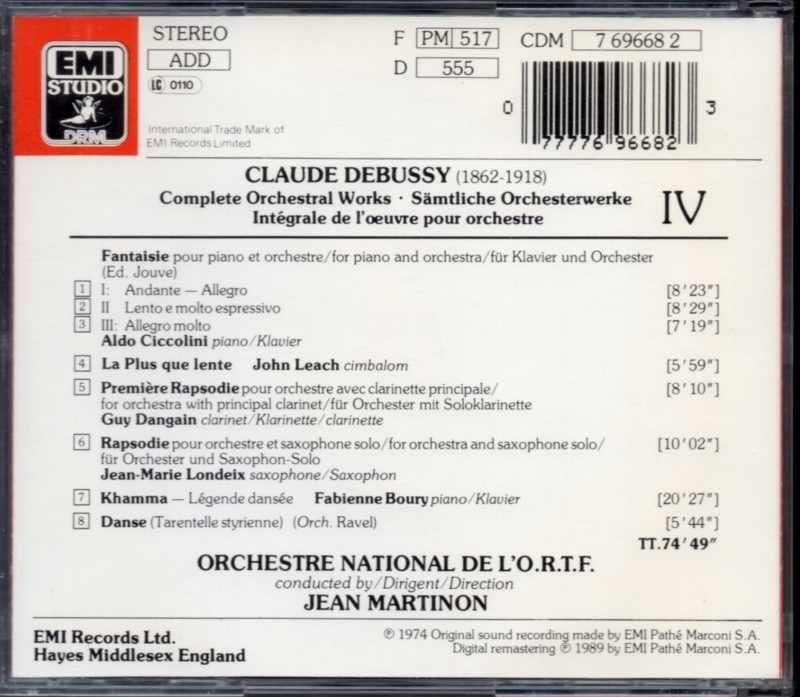 EMI
STUDIO
DRM
STEREO
ADD
LC 0110
F PM 517 CDM 7 69668 2
D 555
0 77776 96682 3
International Trade Mark of
EMI Records Limited
CLAUDE DEBUSSY (1862-1918)
Complete Orchestral Works · Sämtliche Orchesterwerke
Intégrale de l'œuvre pour orchestre
IV
Fantaisie pour piano et orchestre/for piano and orchestra/für Klavier und Orchester
(Ed. Jouve)
1 I: Andante — Allegro [8'23"]
2 II Lento e molto espressivo [8'29"]
3 III: Allegro molto [7'19"]
Aldo Ciccolini piano/Klavier
4 La Plus que lente John Leach cimbalom [5'59"]
5 Première Rapsodie pour orchestre avec clarinette principale/ [8'10"]
for orchestra with principal clarinet/für Orchester mit Soloklarinette
Guy Dangain clarinet/Klarinette/clarinette
6 Rapsodie pour orchestre et saxophone solo/for orchestra and saxophone solo/ [10'02"]
für Orchester und Saxophon-Solo
Jean-Marie Londeix saxophone/Saxophon
7 Khamma — Légende dansée Fabienne Boury piano/Klavier [20'27"]
8 Danse (Tarentelle styrienne) (Orch. Ravel) [5'44"]
TT.74'49"
ORCHESTRE NATIONAL DE L'O.R.T.F.
conducted by/Dirigent/Direction
JEAN MARTINON
EMI Records Ltd.
Hayes Middlesex England
℗ 1974 Original sound recording made by EMI Pathé Marconi S.A.
Digital remastering ℗ 1989 by EMI Pathé Marconi S.A.